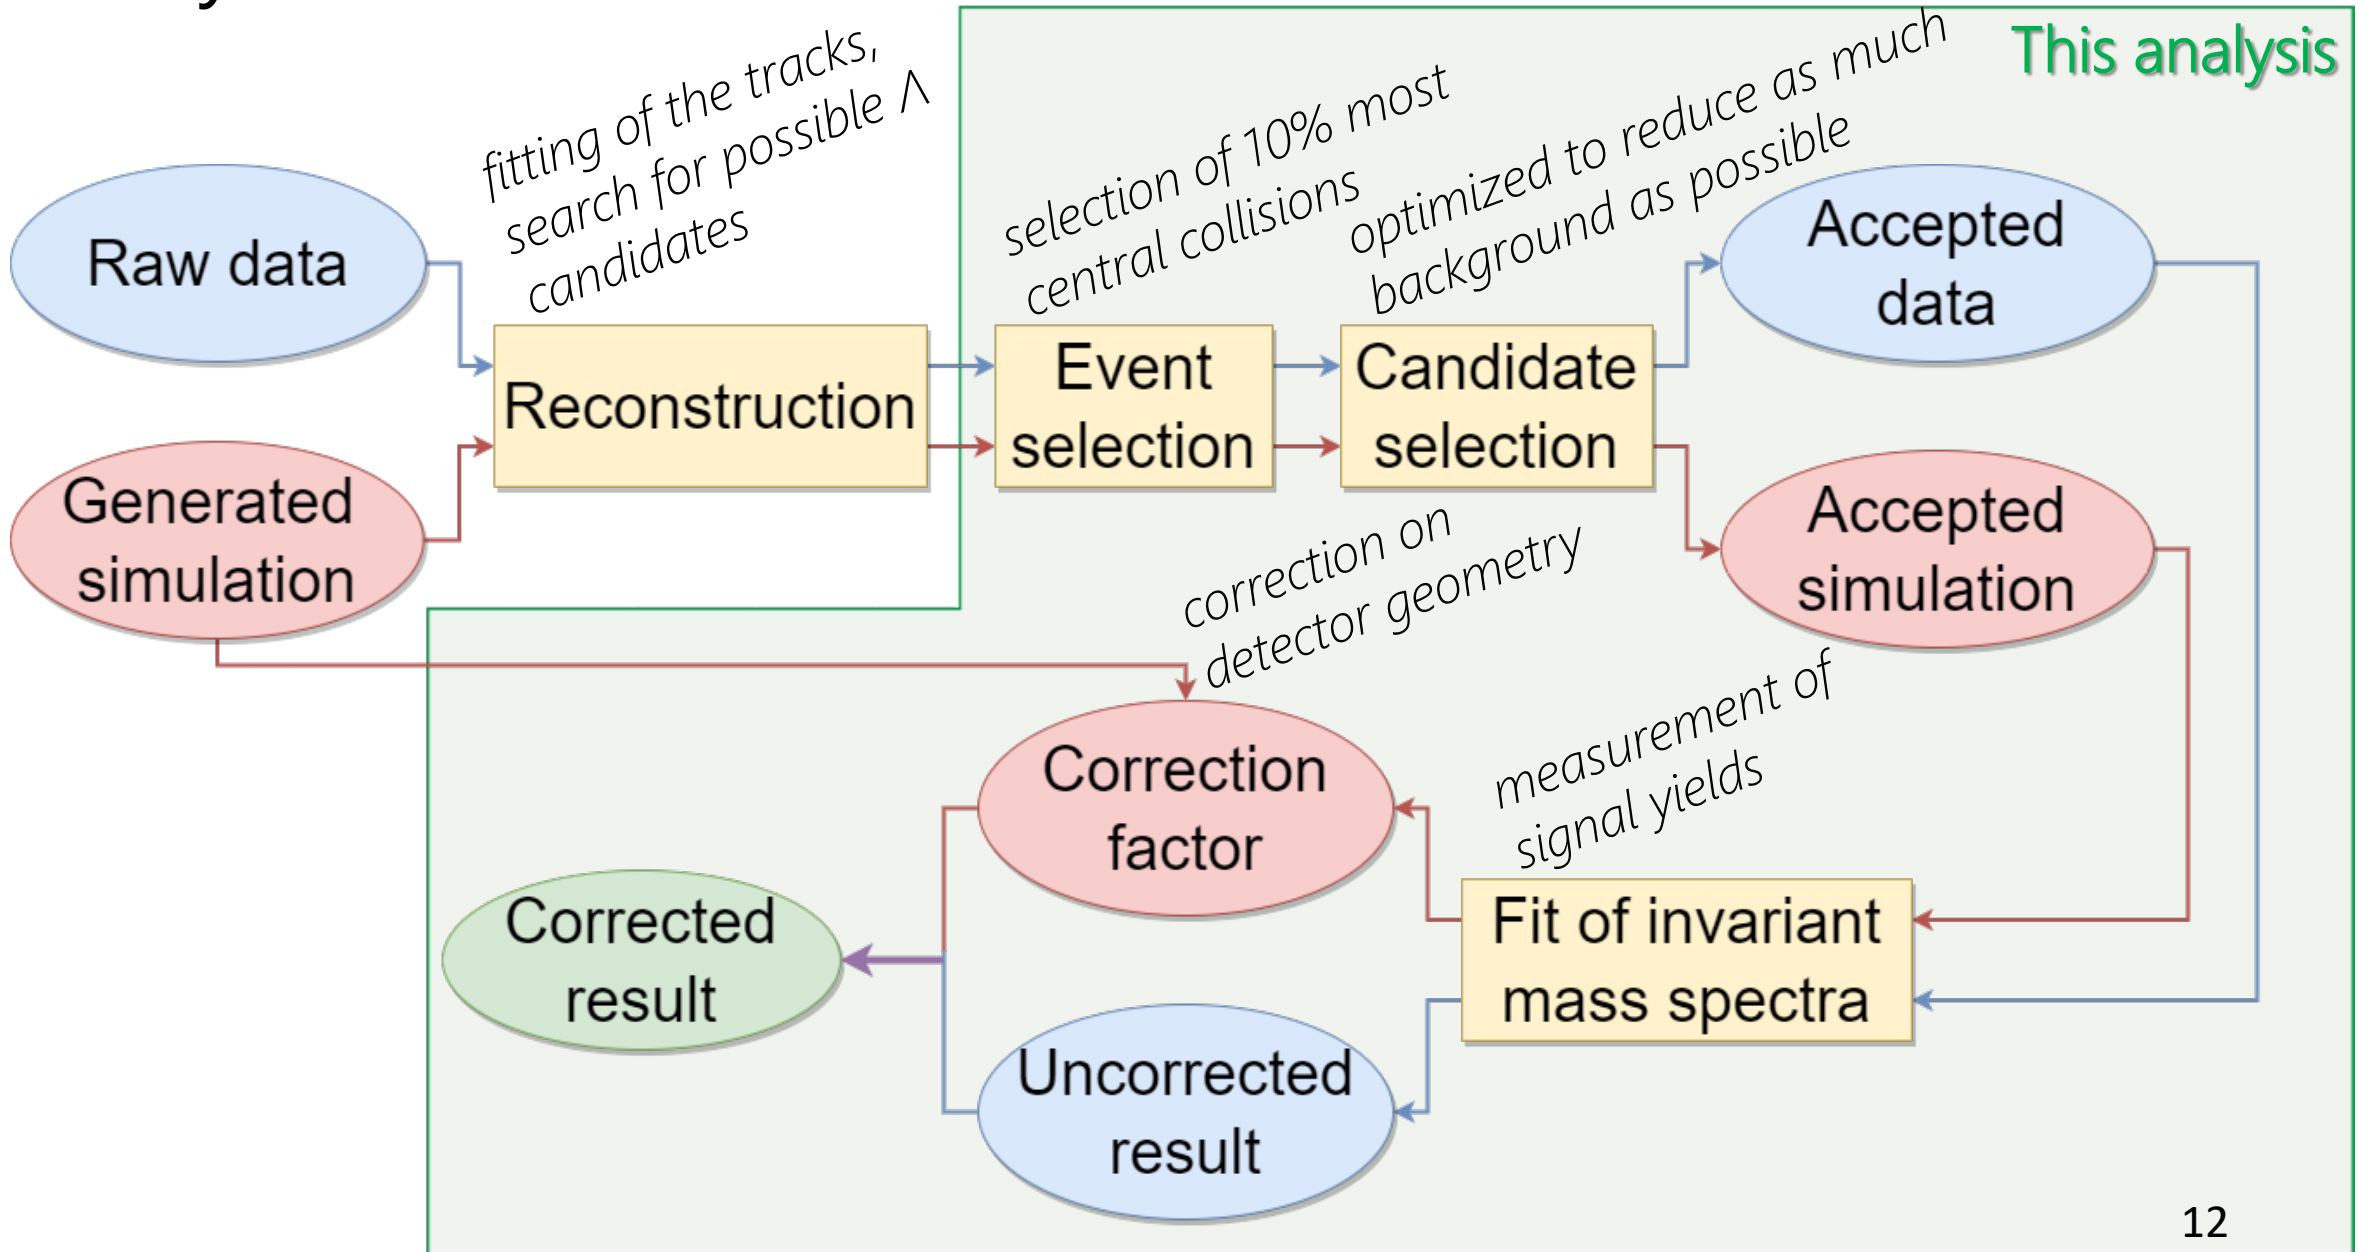 This analysis
fitting of the tracks,
search for possible Λ
candidates
selection of 10% most
central collisions
optimized to reduce as much
background as possible
Raw data
Accepted
data
Reconstruction
Event
selection
Candidate
selection
Generated
simulation
Accepted
simulation
correction on
detector geometry
measurement of
signal yields
Correction
factor
Fit of invariant
mass spectra
Corrected
result
Uncorrected
result
12